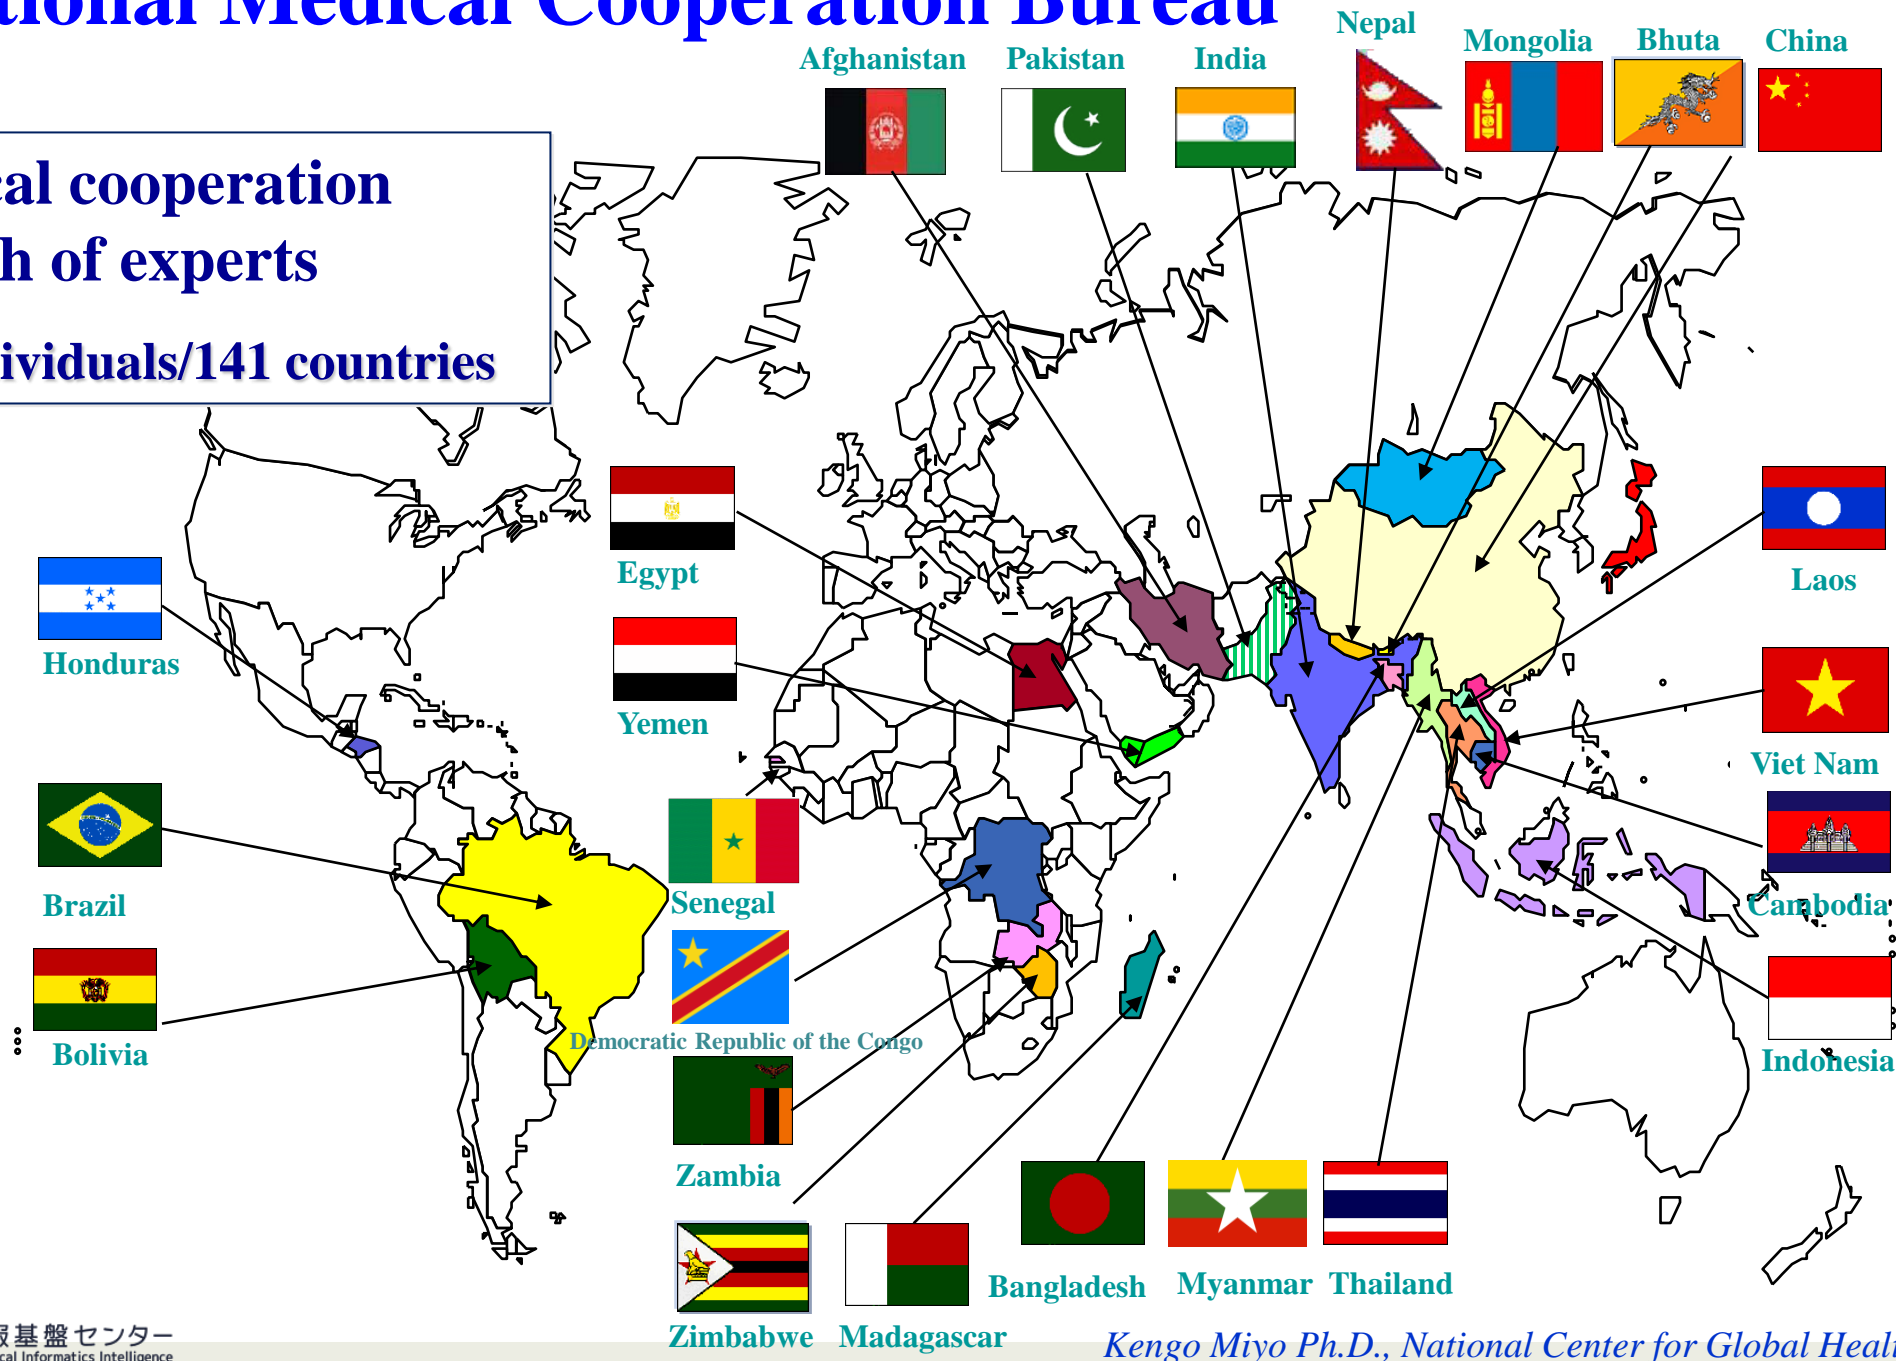 tional Medical Cooperation Bureau
cal cooperation
h of experts
ividuals/141 countries
Afghanistan
Pakistan
India
Nepal
Mongolia
Bhuta
China
Egypt
Yemen
Honduras
Brazil
Bolivia
Senegal
Democratic Republic of the Congo
Zambia
Zimbabwe
Madagascar
Bangladesh
Myanmar
Thailand
Laos
Viet Nam
Cambodia
Indonesia
報基盤センター
cal Informatics Intelligence
Kengo Miyo Ph.D., National Center for Global Heal